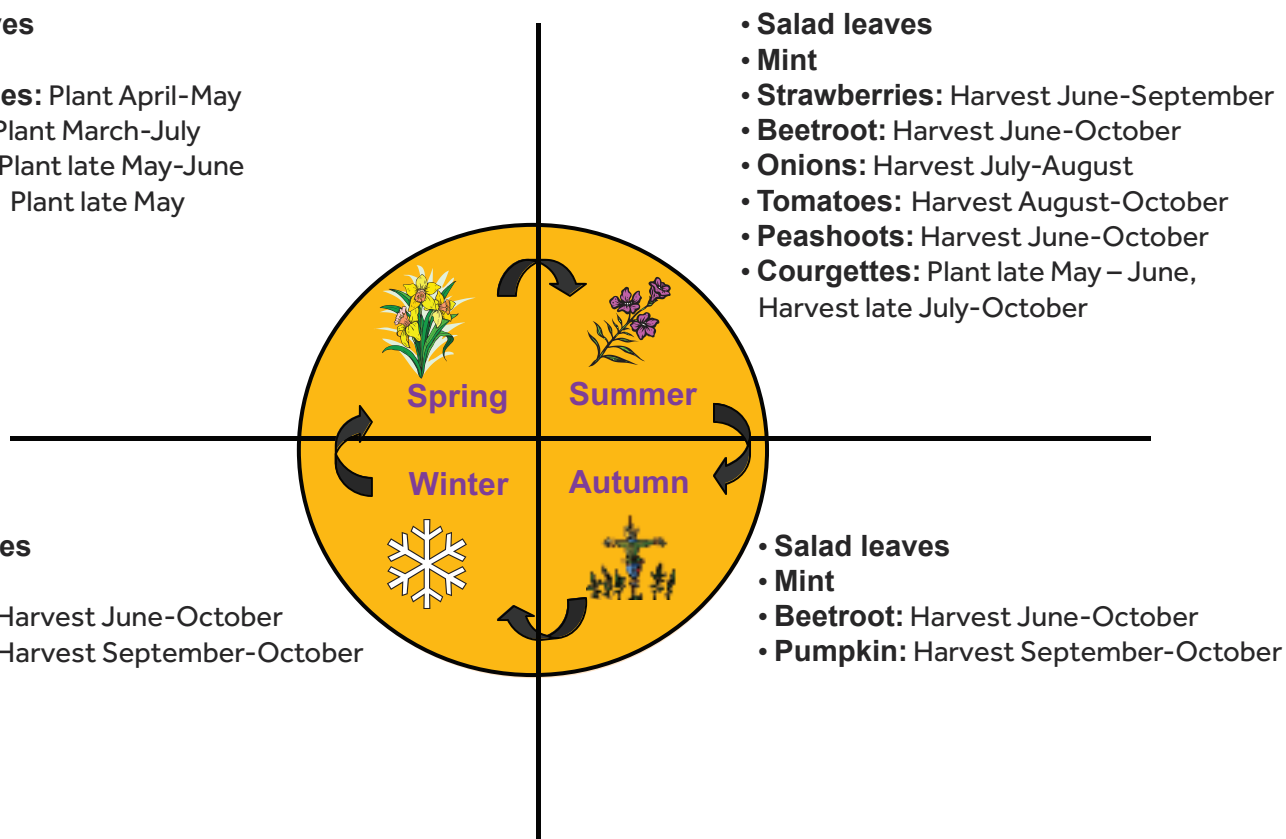 ves
es: Plant April-May
Plant March-July
Plant late May-June
Plant late May
• Salad leaves
• Mint
• Strawberries: Harvest June-September
• Beetroot: Harvest June-October
• Onions: Harvest July-August
• Tomatoes: Harvest August-October
• Peashoots: Harvest June-October
• Courgettes: Plant late May – June,
Harvest late July-October
Spring
Summer
Winter
Autumn
es
Harvest June-October
Harvest September-October
• Salad leaves
• Mint
• Beetroot: Harvest June-October
• Pumpkin: Harvest September-October